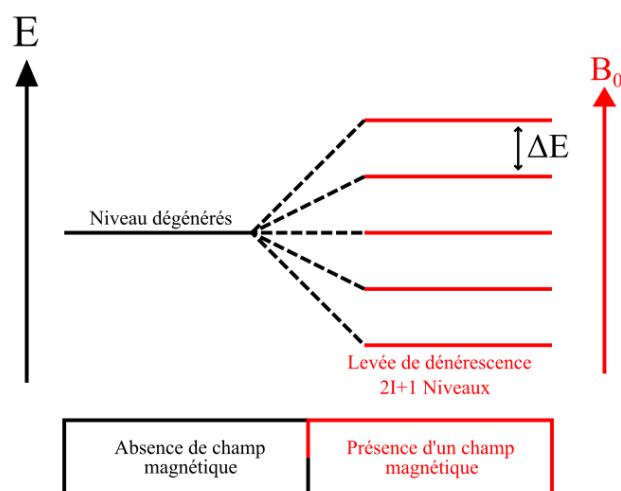 E
B₀
ΔE
Niveau dégénérés
Levée de dénérescence
2I+1 Niveaux
Absence de champ
magnétique
Présence d'un champ
magnétique